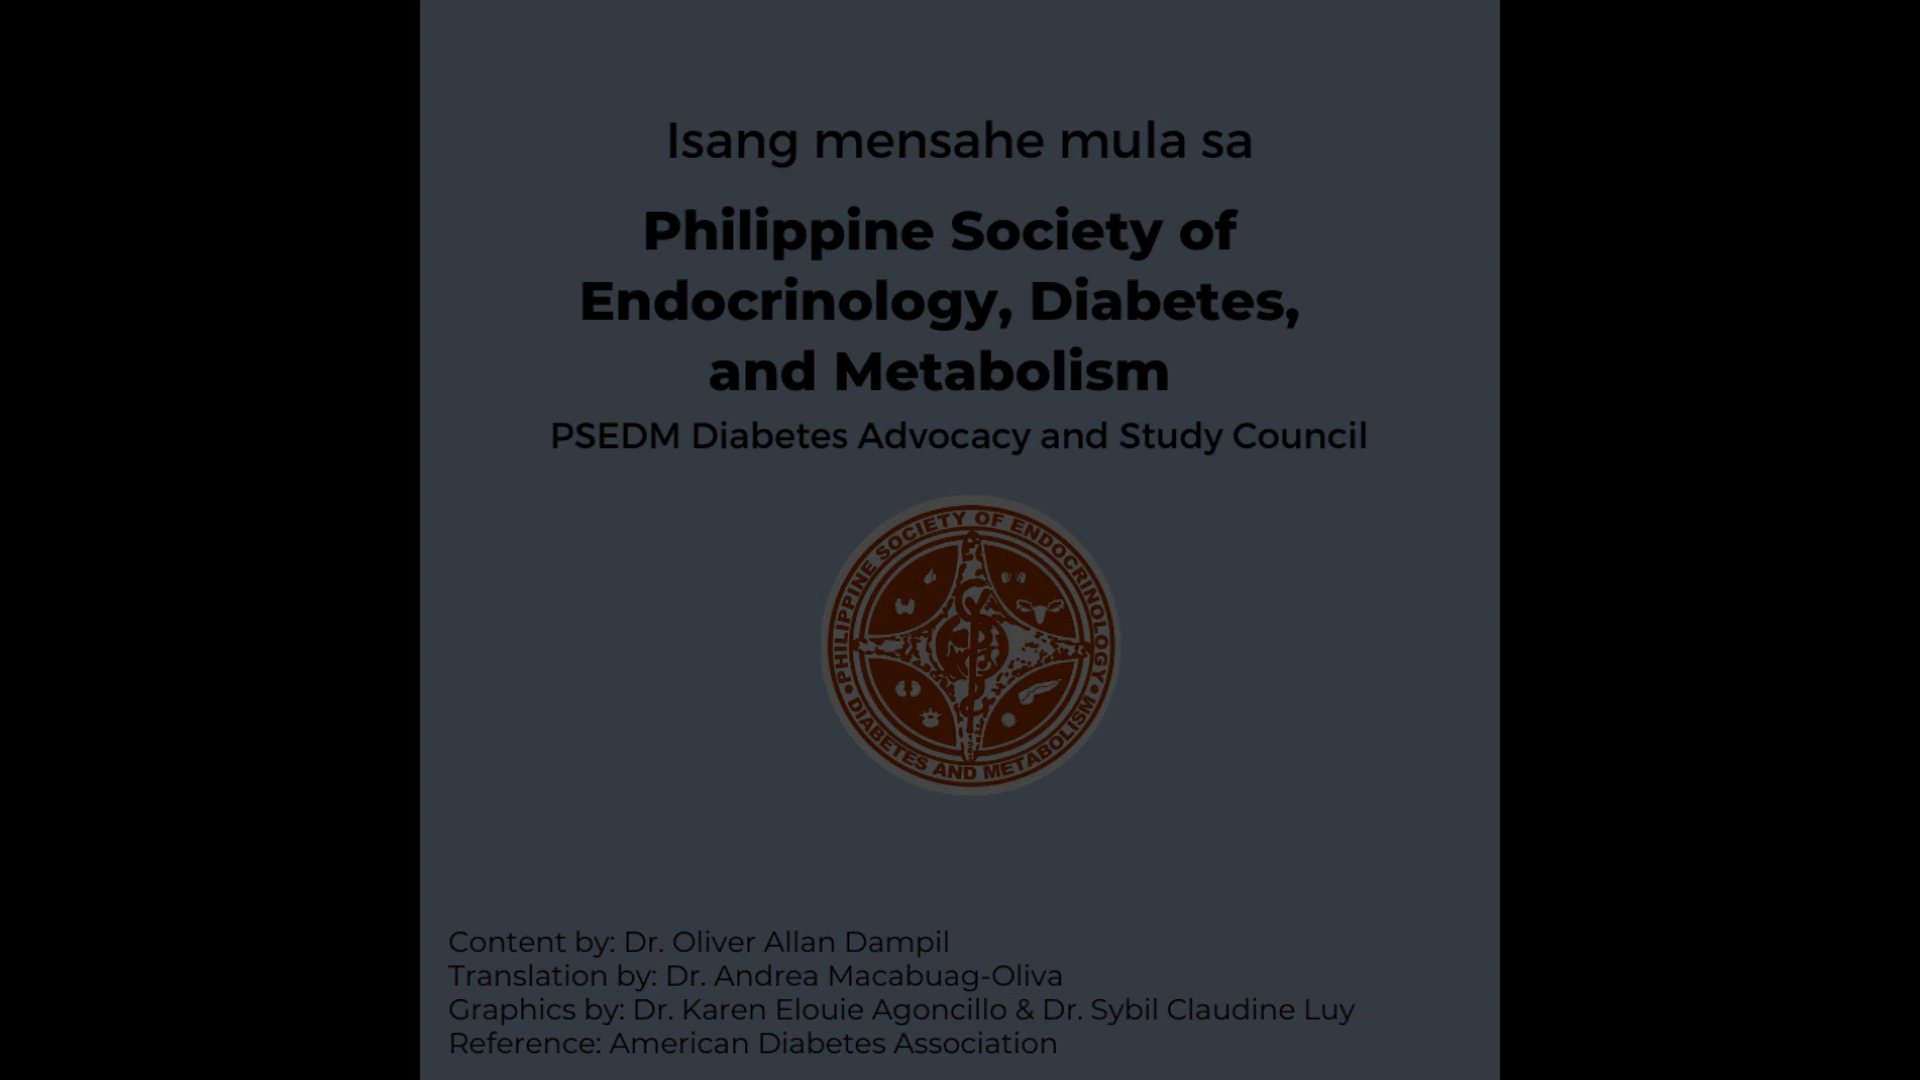 Isang mensahe mula sa
Philippine Society of
Endocrinology, Diabetes,
and Metabolism
PSEDM Diabetes Advocacy and Study Council
PHILIPPINE SOCIETY OF ENDOCRINOLOGY
DIABETES AND METABOLISM
Content by: Dr. Oliver Allan Dampil
Translation by: Dr. Andrea Macabuag-Oliva
Graphics by: Dr. Karen Elouie Agoncillo & Dr. Sybil Claudine Luy
Reference: American Diabetes Association